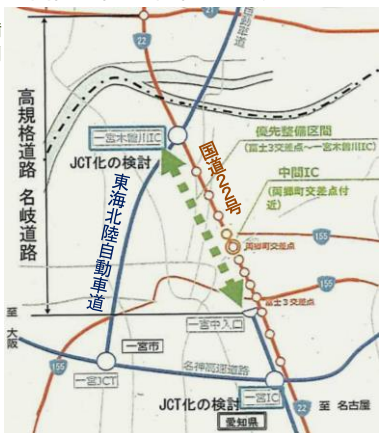 22
東海北陸自動車道
高規格道路 名岐道路
一宮木曽川IC
JCT化の検討
国道22号
優先整備区間
(富士3交差点~一宮木曽川IC)
中間IC
(両郷町交差点付
近)
155
両郷町交差点
155
富士3交差点
一宮中入口
至 大阪
一宮市
一宮JCT
名神高速道路
155
一宮IC
JCT化の検討
愛知県
22
至 名古屋